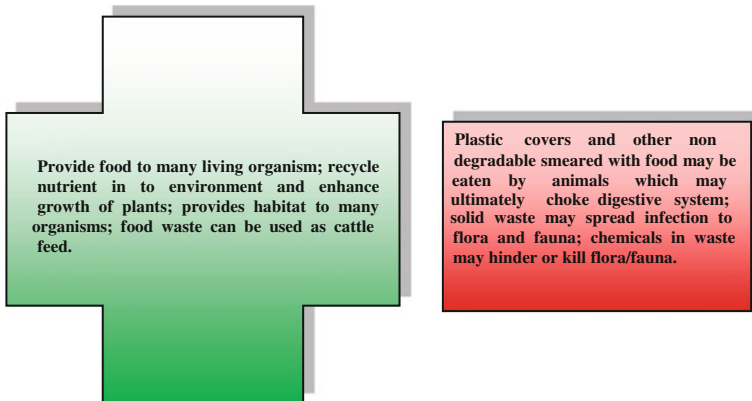 Provide food to many living organism; recycle
nutrient in to environment and enhance
growth of plants; provides habitat to many
organisms; food waste can be used as cattle
feed.
Plastic covers and other non
degradable smeared with food may be
eaten by animals which may
ultimately choke digestive system;
solid waste may spread infection to
flora and fauna; chemicals in waste
may hinder or kill flora/fauna.